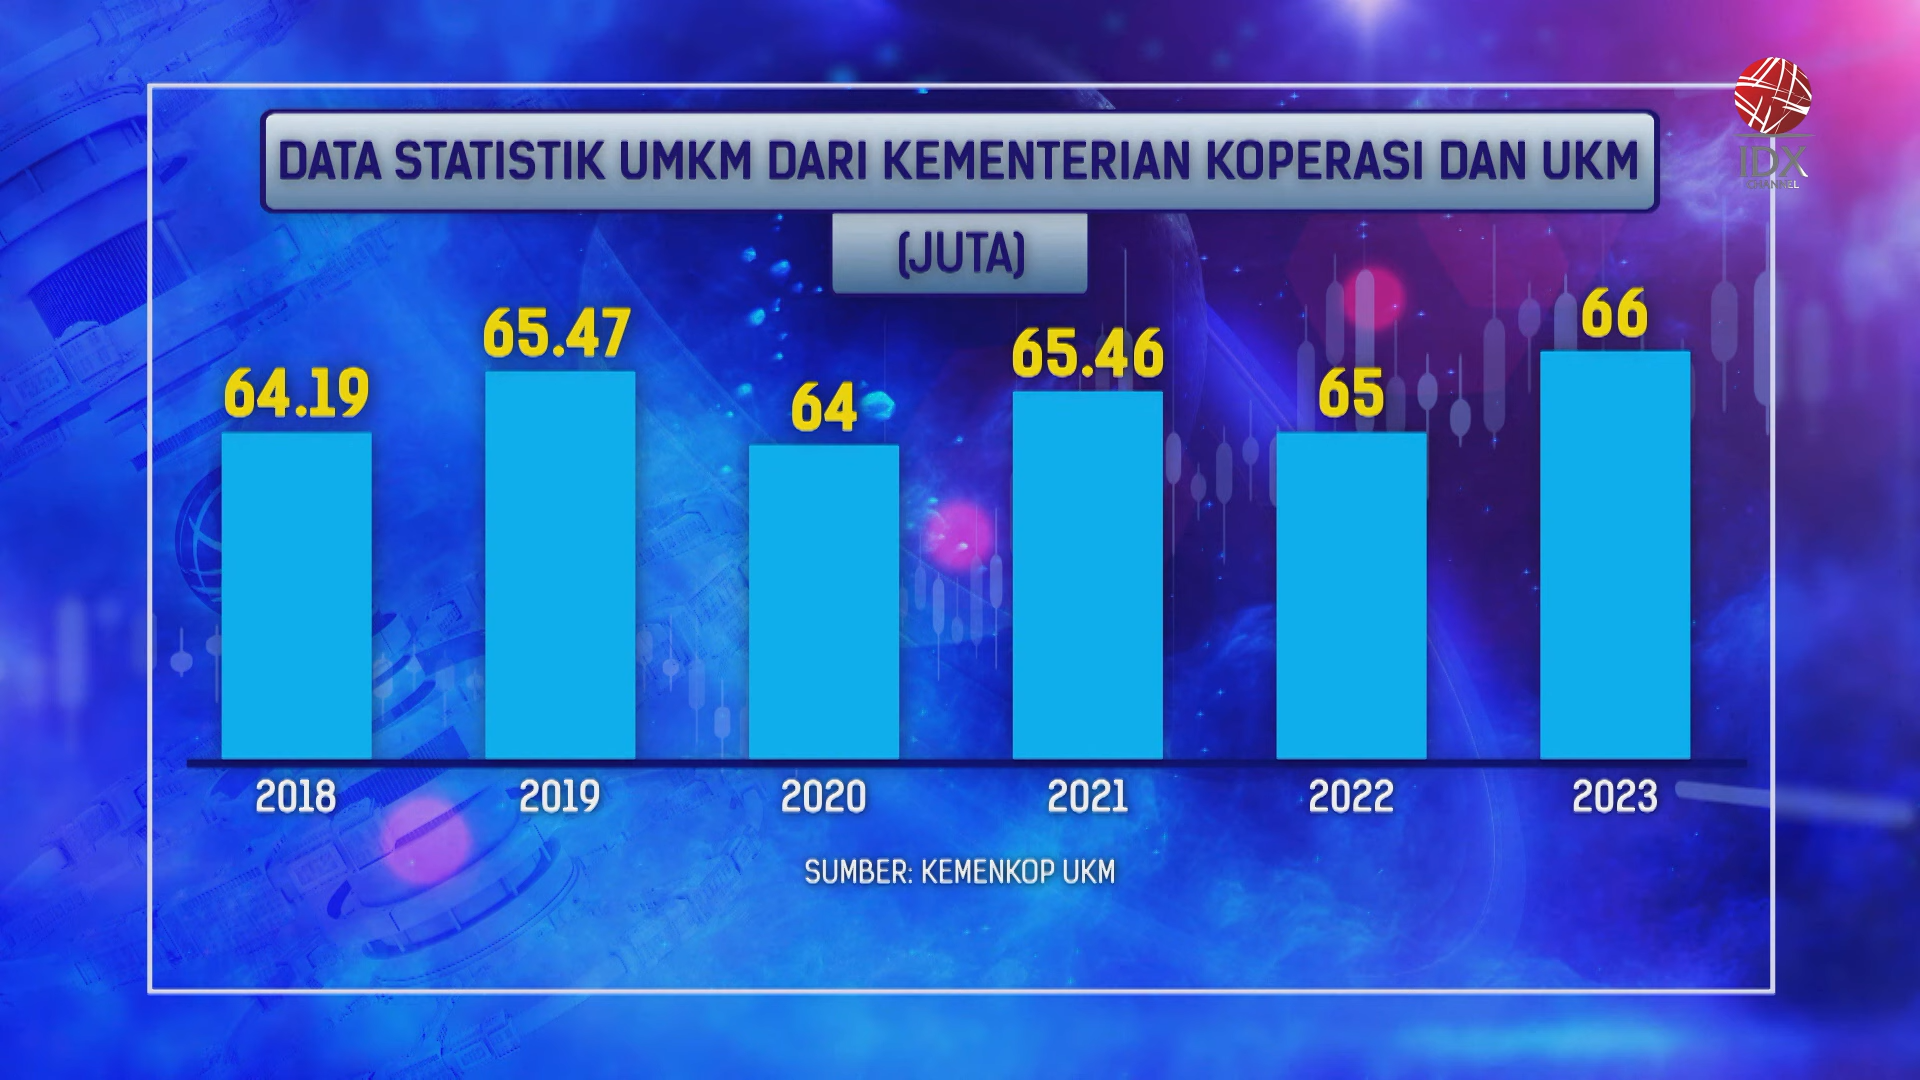 IDX
CHANNEL
DATA STATISTIK UMKM DARI KEMENTERIAN KOPERASI DAN UKM
(JUTA)
64.19
65.47
64
65.46
65
66
2018
2019
2020
2021
2022
2023
SUMBER: KEMENKOP UKM